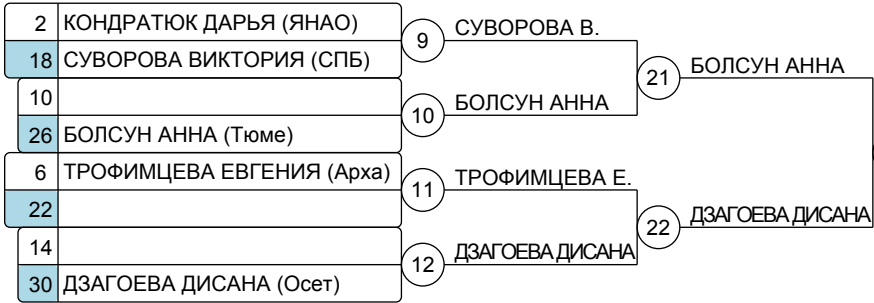 2 КОНДРАТЮК ДАРЬЯ (ЯНАО)
9 СУВОРОВА В.
18 СУВОРОВА ВИКТОРИЯ (СПБ)
21 БОЛСУН АННА
10
10 БОЛСУН АННА
26 БОЛСУН АННА (Тюме)
6 ТРОФИМЦЕВА ЕВГЕНИЯ (Арха)
11 ТРОФИМЦЕВА Е.
22
22 ДЗАГОЕВА ДИСАНА
14
12 ДЗАГОЕВА ДИСАНА
30 ДЗАГОЕВА ДИСАНА (Осет)